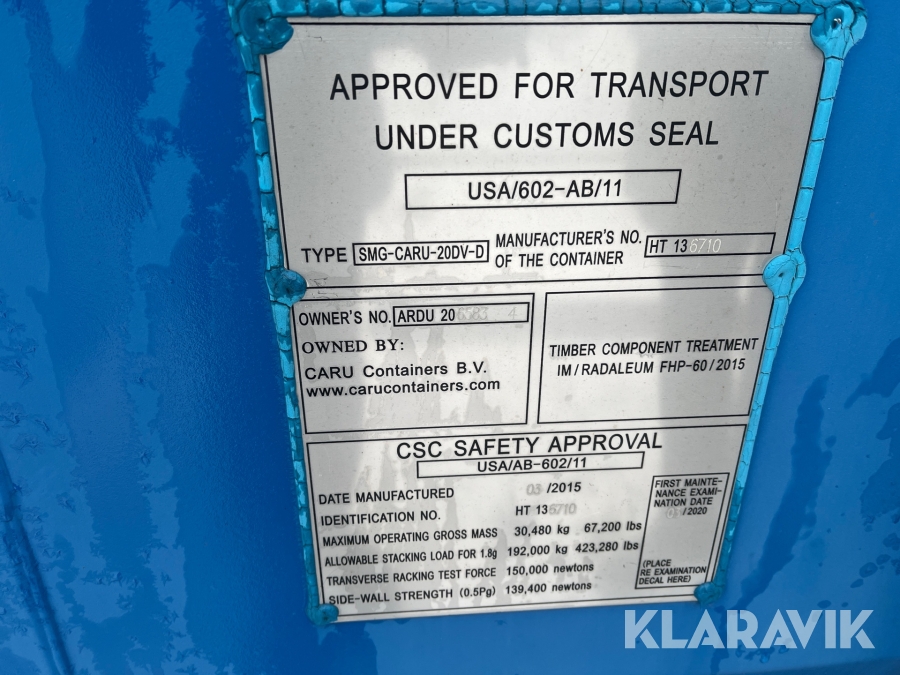 APPROVED FOR TRANSPORT
UNDER CUSTOMS SEAL
USA/602-AB/11
TYPE SMG-CARU-20DV-D
MANUFACTURER'S NO.
OF THE CONTAINER
HT 136710
OWNER'S NO. ARDU 20
OWNED BY:
CARU Containers B.V.
www.carucontainers.com
TIMBER COMPONENT TREATMENT
IM/RADALEUM FHP-60/2015
CSC SAFETY APPROVAL
USA/AB-602/11
DATE MANUFACTURED 03/2015
IDENTIFICATION NO. HT 136710
MAXIMUM OPERATING GROSS MASS 30,480 kg 67,200 lbs
ALLOWABLE STACKING LOAD FOR 1.8g 192,000 kg 423,280 lbs
TRANSVERSE RACKING TEST FORCE 150,000 newtons
SIDE-WALL STRENGTH (0.5Pg) 139,400 newtons
FIRST MAINTE-
NANCE EXAMI-
NATION DATE
/2020
(PLACE
RE EXAMINATION
DECAL HERE)
KLARAVIK